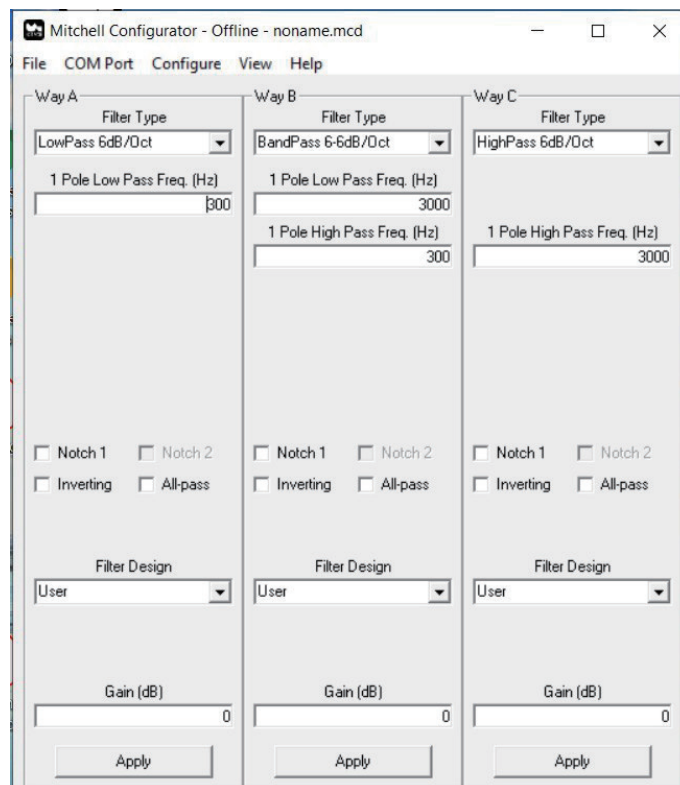 Mitchell Configurator - Offline - noname.mcd
File COM Port Configure View Help
Way A
Filter Type
LowPass 6dB/Oct
1 Pole Low Pass Freq. (Hz)
300
Notch 1 Notch 2
Inverting All-pass
Filter Design
User
Gain (dB)
0
Apply
Way B
Filter Type
BandPass 6-6dB/Oct
1 Pole Low Pass Freq. (Hz)
3000
1 Pole High Pass Freq. (Hz)
300
Notch 1 Notch 2
Inverting All-pass
Filter Design
User
Gain (dB)
0
Apply
Way C
Filter Type
HighPass 6dB/Oct
1 Pole High Pass Freq. (Hz)
3000
Notch 1 Notch 2
Inverting All-pass
Filter Design
User
Gain (dB)
0
Apply